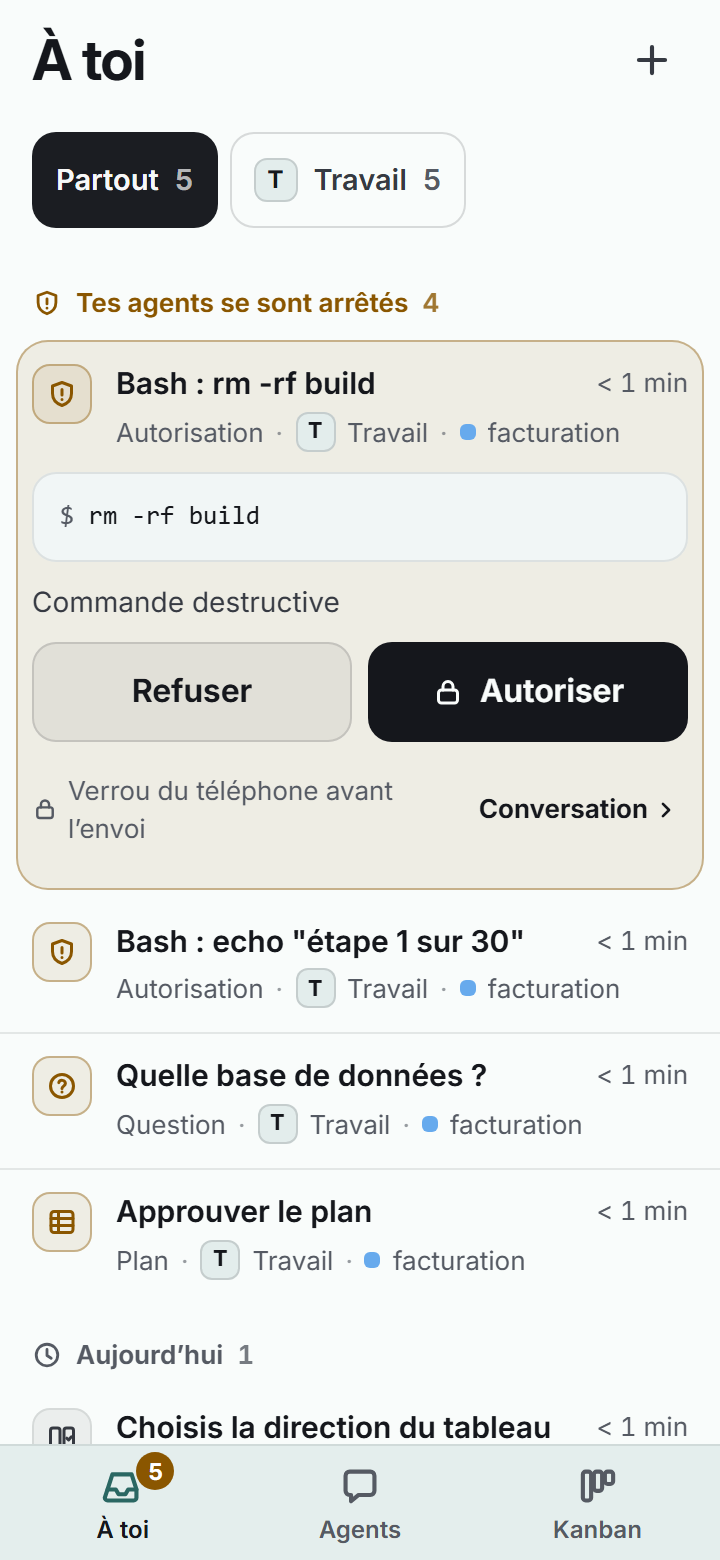 À toi
Partout 5
T Travail 5
Tes agents se sont arrêtés 4
Bash : rm -rf build < 1 min
Autorisation · T Travail · facturation
$ rm -rf build
Commande destructive
Refuser
Autoriser
Verrou du téléphone avant
l’envoi
Conversation
Bash : echo "étape 1 sur 30" < 1 min
Autorisation · T Travail · facturation
Quelle base de données ? < 1 min
Question · T Travail · facturation
Approuver le plan < 1 min
Plan · T Travail · facturation
Aujourd’hui 1
Choisis la direction du tableau < 1 min
5
À toi
Agents
Kanban